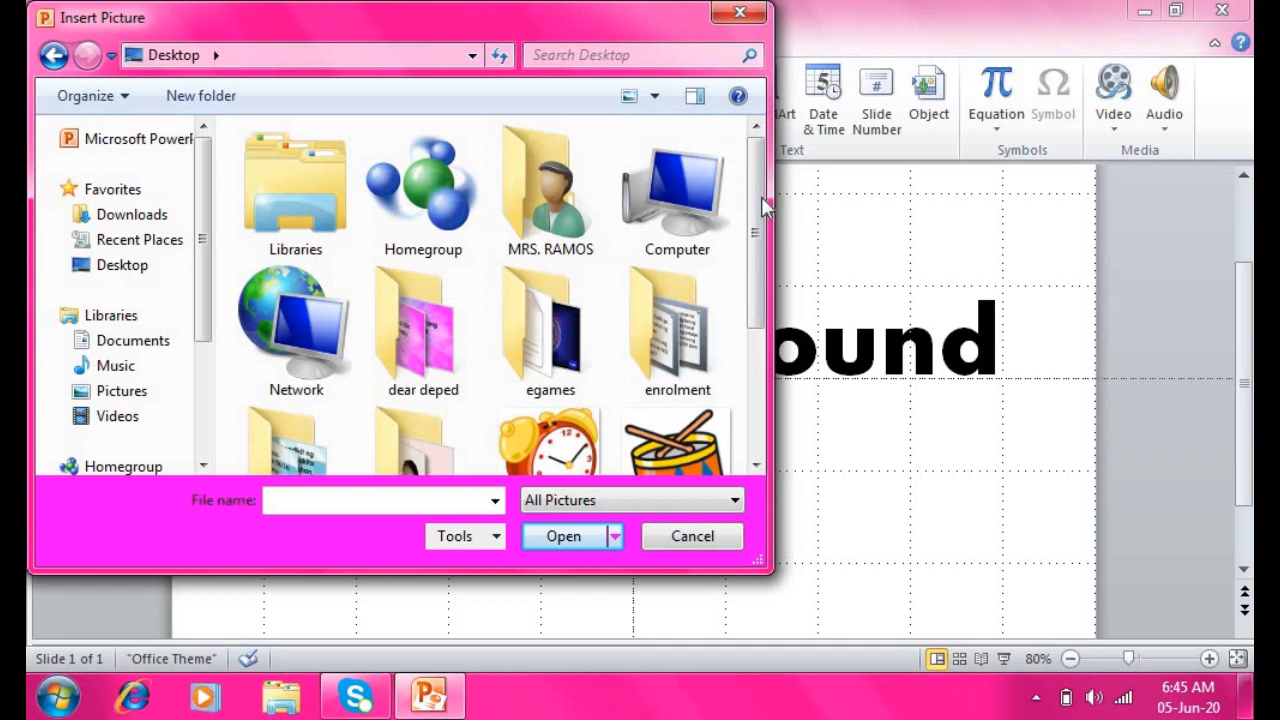 Insert Picture
Desktop
Search Desktop
Organize
New folder
Microsoft PowerP
Favorites
Downloads
Recent Places
Desktop
Libraries
Documents
Music
Pictures
Videos
Homegroup
Libraries
Homegroup
MRS. RAMOS
Computer
Network
dear deped
egames
enrolment
File name:
All Pictures
Tools
Open
Cancel
Art
Date & Time
Slide Number
Object
Equation
Symbol
Video
Audio
Text
Symbols
Media
ound
Slide 1 of 1
"Office Theme"
80%
6:45 AM
05-Jun-20